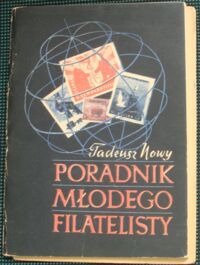 Tadeusz Nowy
PORADNIK
MŁODEGO
FILATELISTY